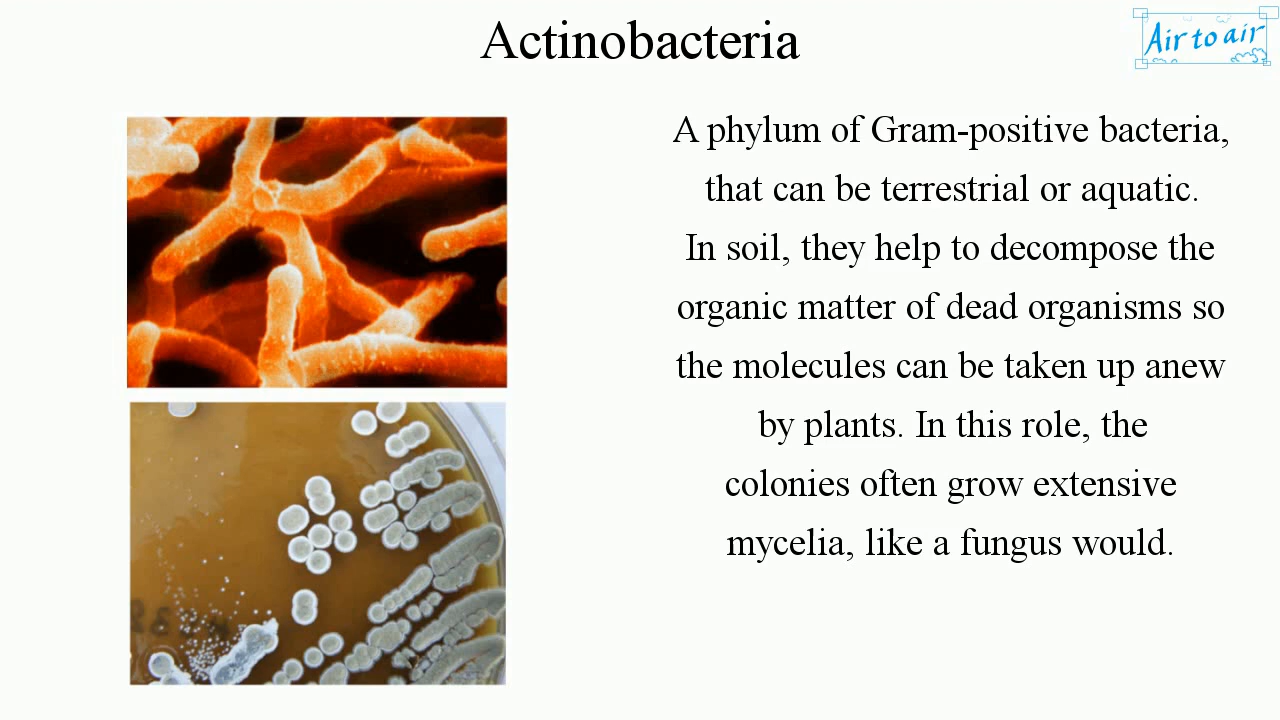 Actinobacteria
Air to air
A phylum of Gram-positive bacteria,
that can be terrestrial or aquatic.
In soil, they help to decompose the
organic matter of dead organisms so
the molecules can be taken up anew
by plants. In this role, the
colonies often grow extensive
mycelia, like a fungus would.